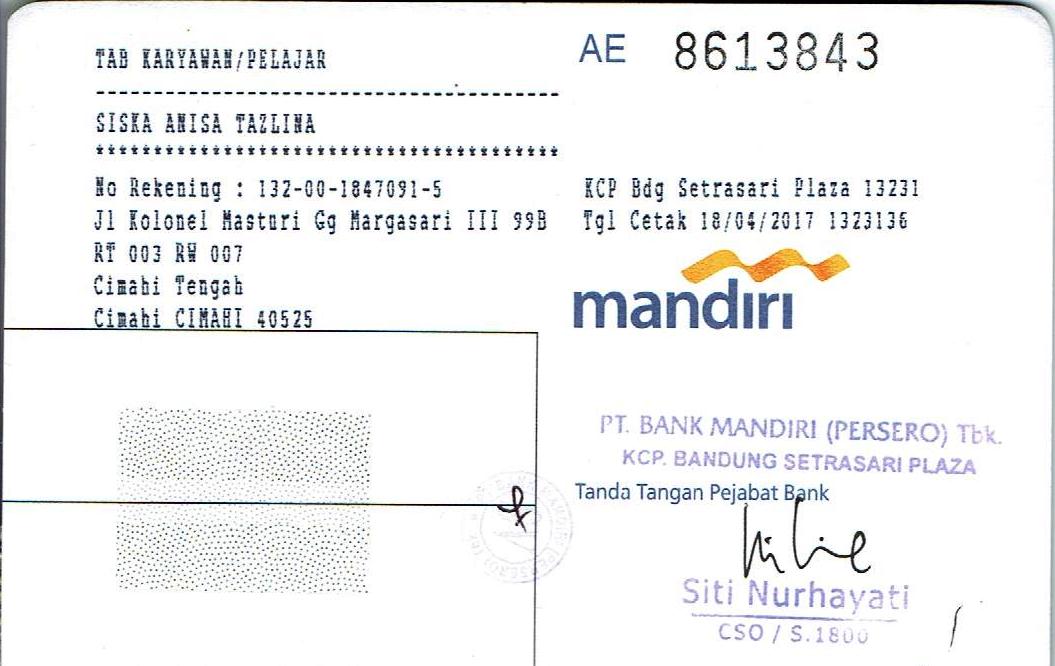 TAB KARYAWAN/PELAJAR
AE 8613843
----------------------------------------
SISKA ANISA TAZLINA
****************************************
No Rekening : 132-00-1847091-5
Jl Kolonel Masturi Gg Margasari III 99B
RT 003 RW 007
Cimahi Tengah
Cimahi CIMAHI 40525
KCP Bdg Setrasari Plaza 13231
Tgl Cetak 18/04/2017 1323136
mandiri
PT. BANK MANDIRI (PERSERO) Tbk.
KCP. BANDUNG SETRASARI PLAZA
Tanda Tangan Pejabat Bank
Siti Nurhayati
CSO / S.1800